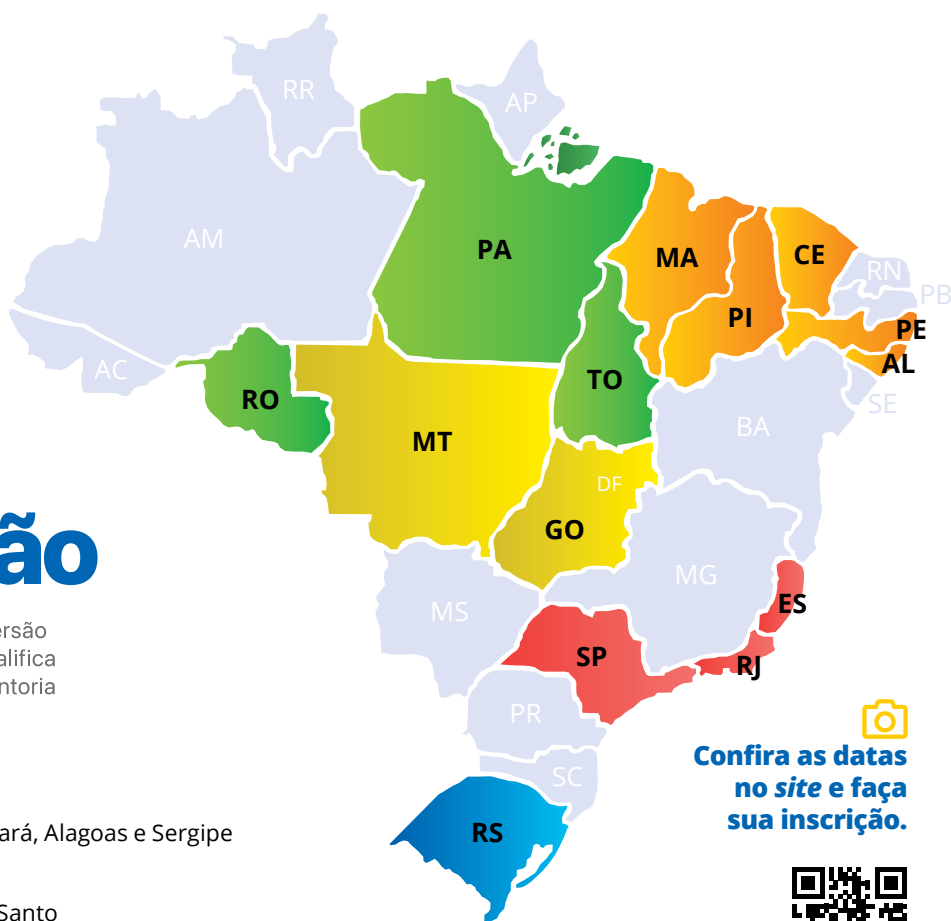 RR
AP
AM
PA
MA
CE
RN
PB
PI
PE
AL
AC
RO
TO
SE
MT
BA
DF
GO
ão
MG
MS
ES
ersão
alifica
SP
RJ
ntoria
PR
Confira as datas
no site e faça
sua inscrição.
SC
RS
ará, Alagoas e Sergipe
Santo